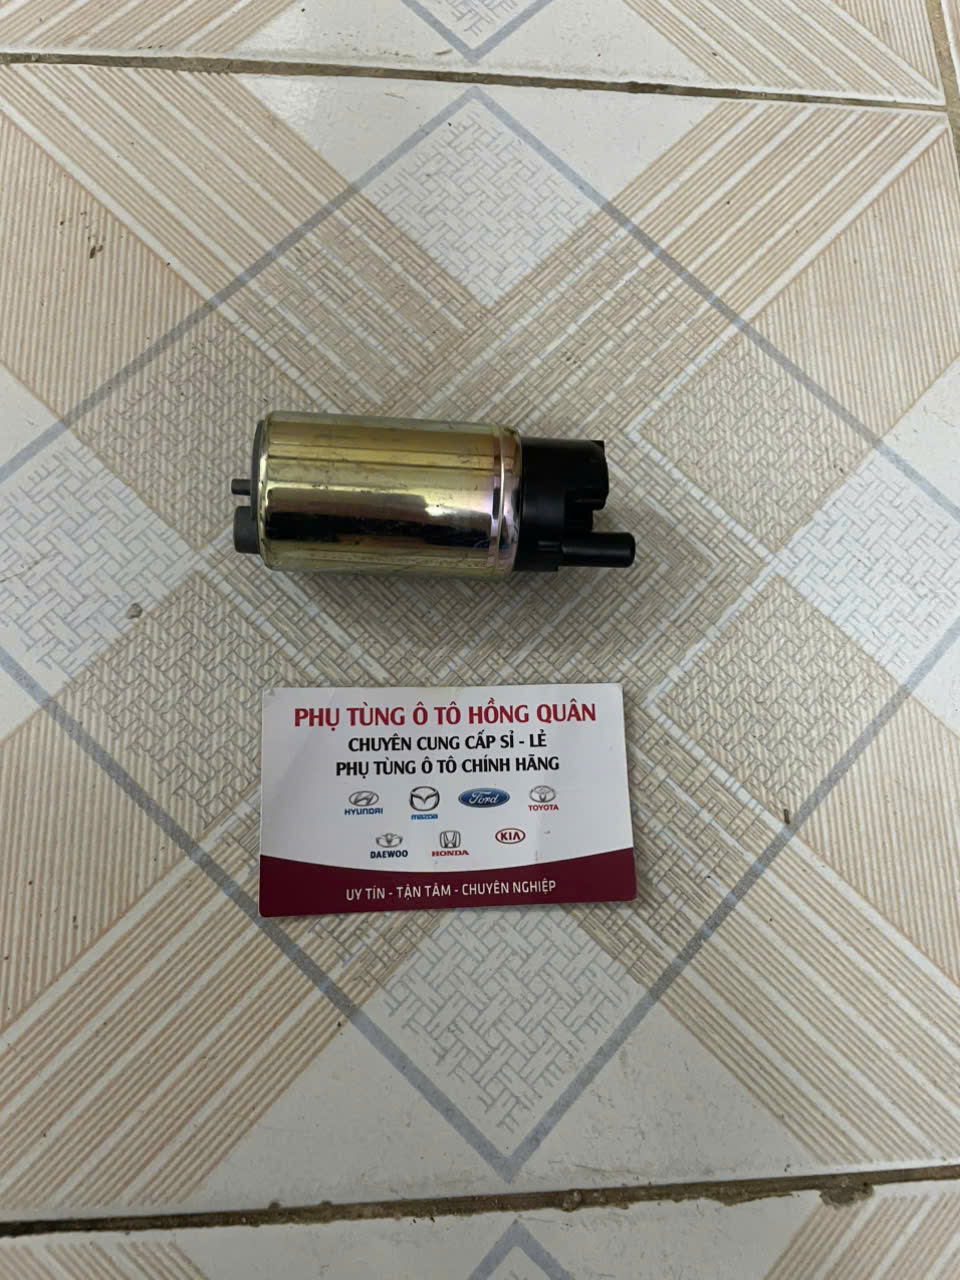 PHỤ TÙNG Ô TÔ HỒNG QUÂN
CHUYÊN CUNG CẤP SỈ - LẺ
PHỤ TÙNG Ô TÔ CHÍNH HÃNG
HYUNDAI mazda Ford TOYOTA
DAEWOO HONDA KIA
UY TÍN - TẬN TÂM - CHUYÊN NGHIỆP